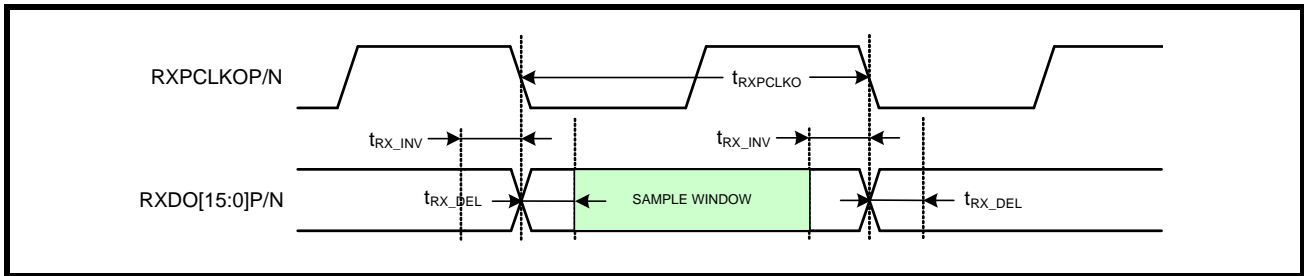 RXPCLKOP/N
tRXPCLKO
tRX_INV
tRX_INV
RXDO[15:0]P/N
tRX_DEL
SAMPLE WINDOW
tRX_DEL